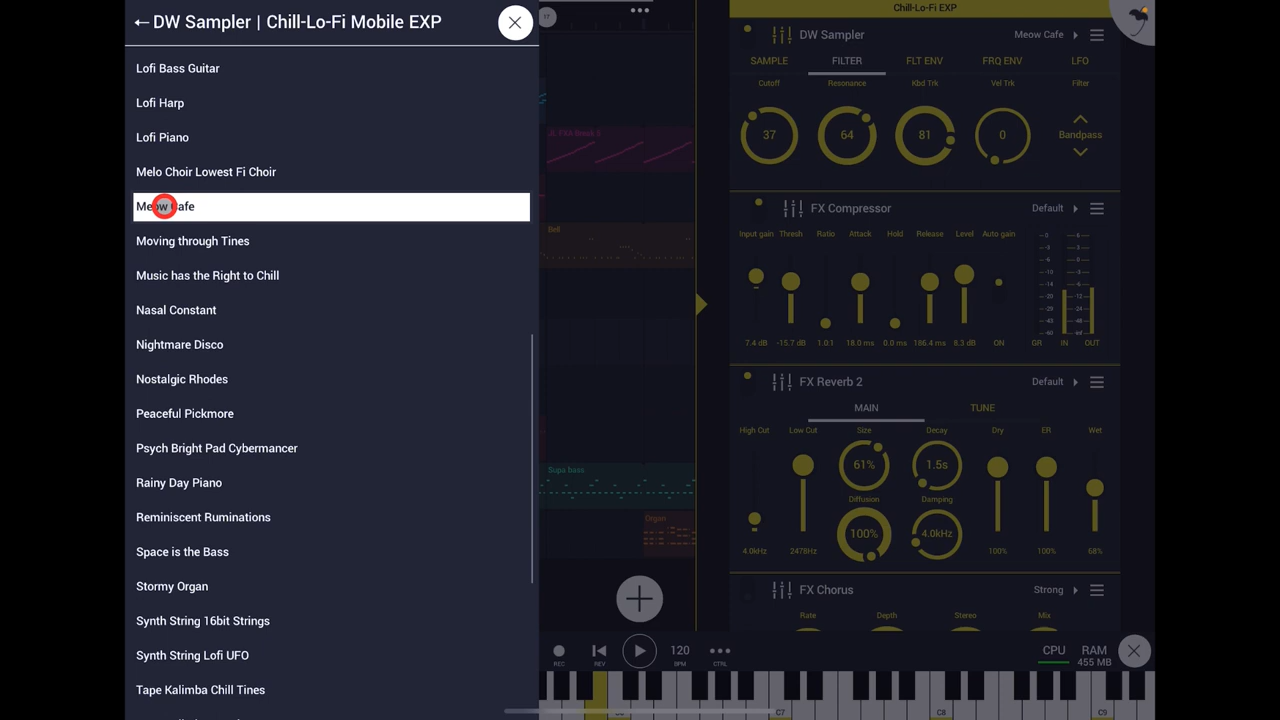 ← DW Sampler | Chill-Lo-Fi Mobile EXP
Lofi Bass Guitar
Lofi Harp
Lofi Piano
Melo Choir Lowest Fi Choir
Meow Cafe
Moving through Tines
Music has the Right to Chill
Nasal Constant
Nightmare Disco
Nostalgic Rhodes
Peaceful Pickmore
Psych Bright Pad Cybermancer
Rainy Day Piano
Reminiscent Ruminations
Space is the Bass
Stormy Organ
Synth String 16bit Strings
Synth String Lofi UFO
Tape Kalimba Chill Tines
Bell
Supa bass
Organ
Chill-Lo-Fi EXP
DW Sampler Meow Cafe
SAMPLE FILTER FLT ENV FRQ ENV LFO
Cutoff Resonance Kbd Trk Vel Trk Filter
37 64 81 0 Bandpass
FX Compressor Default
Input gain Thresh Ratio Attack Hold Release Level Auto gain
7.4 dB -15.7 dB 1.0:1 18.0 ms 0.0 ms 186.4 ms 8.3 dB ON GR IN OUT
FX Reverb 2 Default
MAIN TUNE
High Cut Low Cut Size Decay Dry ER Wet
61% 1.5s
Diffusion Damping
100% 4.0kHz
4.0kHz 2478Hz 100% 100% 68%
FX Chorus Strong
Rate Depth Stereo Mix
REC REV 120 BPM CTRL CPU RAM 455 MB
C7 C8 C9